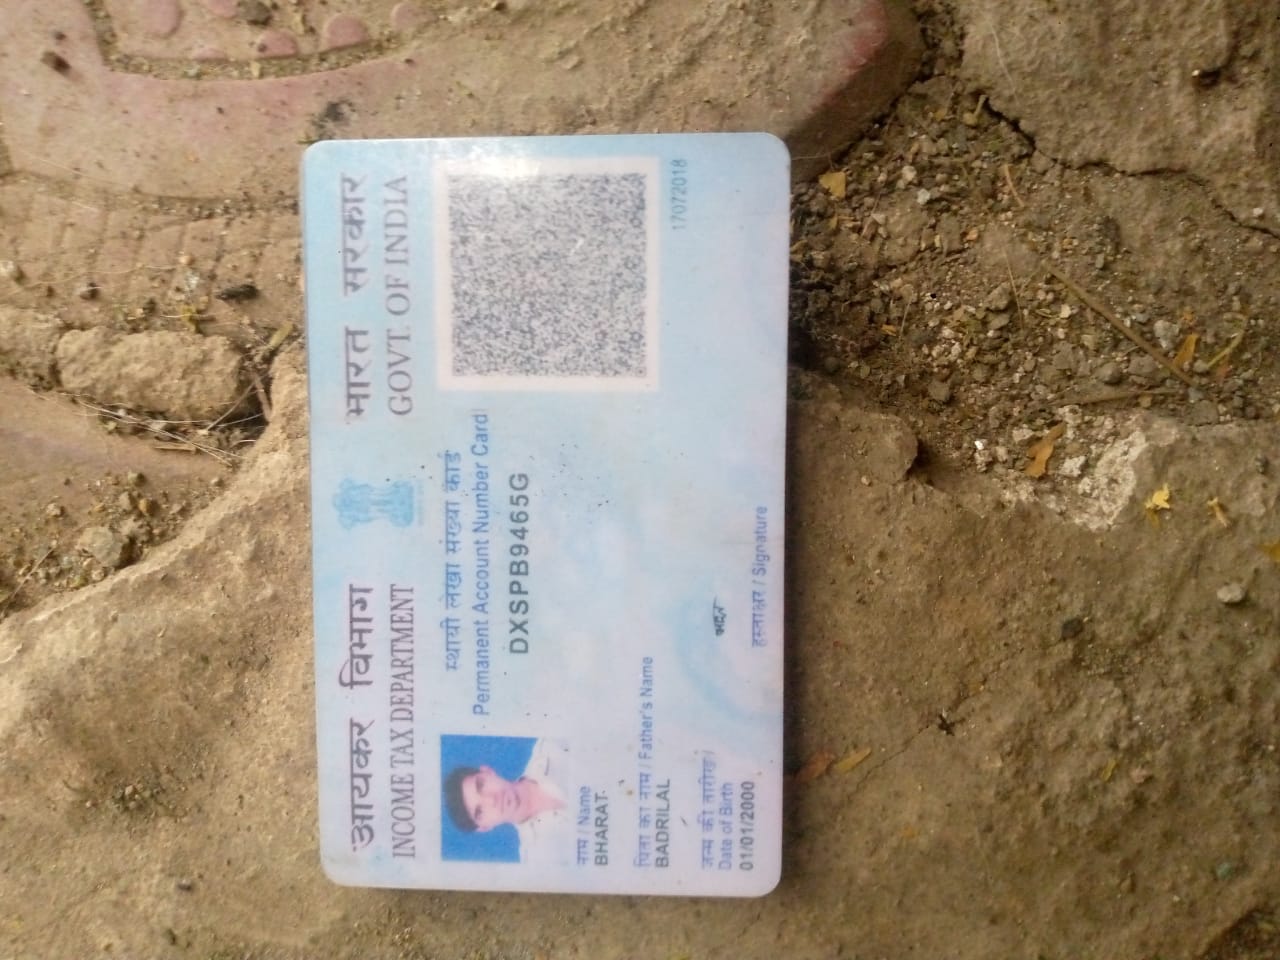 आयकर विभाग
INCOME TAX DEPARTMENT
भारत सरकार
GOVT. OF INDIA
स्थायी लेखा संख्या कार्ड
Permanent Account Number Card
DXSPB9465G
नाम / Name
BHARAT
पिता का नाम / Father's Name
BADRILAL
जन्म की तारीख /
Date of Birth
01/01/2000
हस्ताक्षर / Signature
17072018